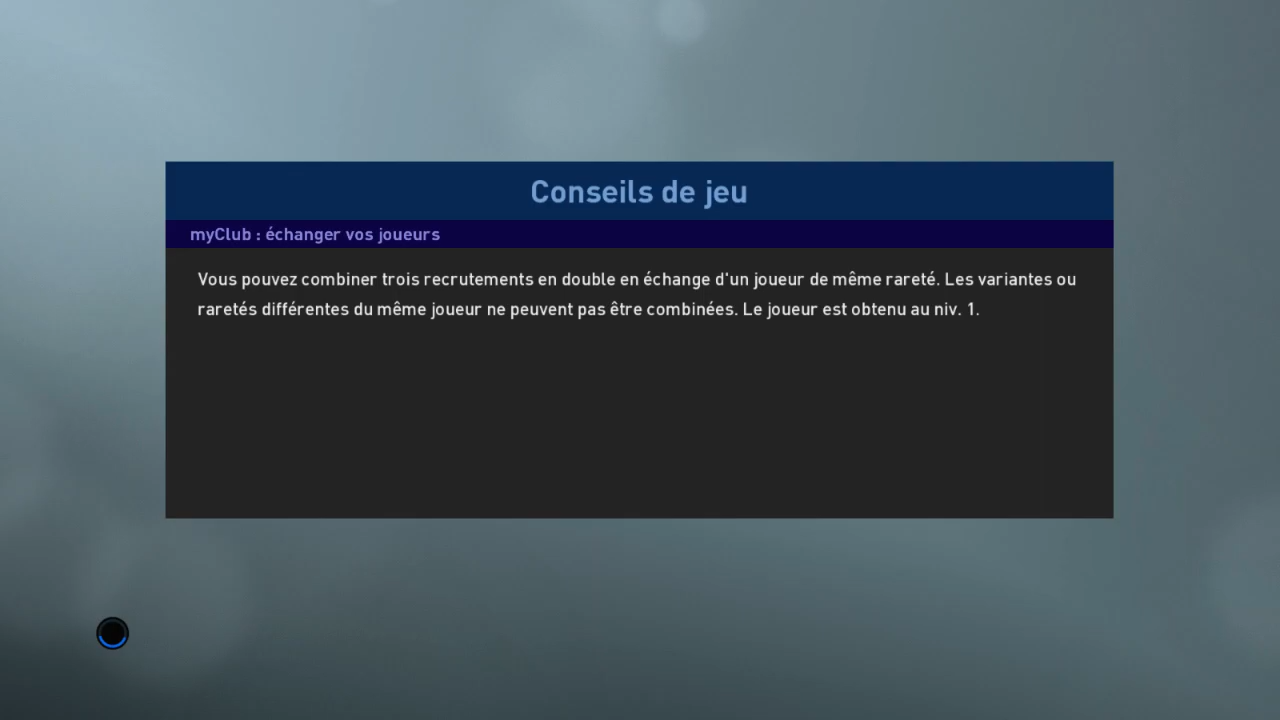 Conseils de jeu
myClub : échanger vos joueurs
Vous pouvez combiner trois recrutements en double en échange d'un joueur de même rareté. Les variantes ou
raretés différentes du même joueur ne peuvent pas être combinées. Le joueur est obtenu au niv. 1.